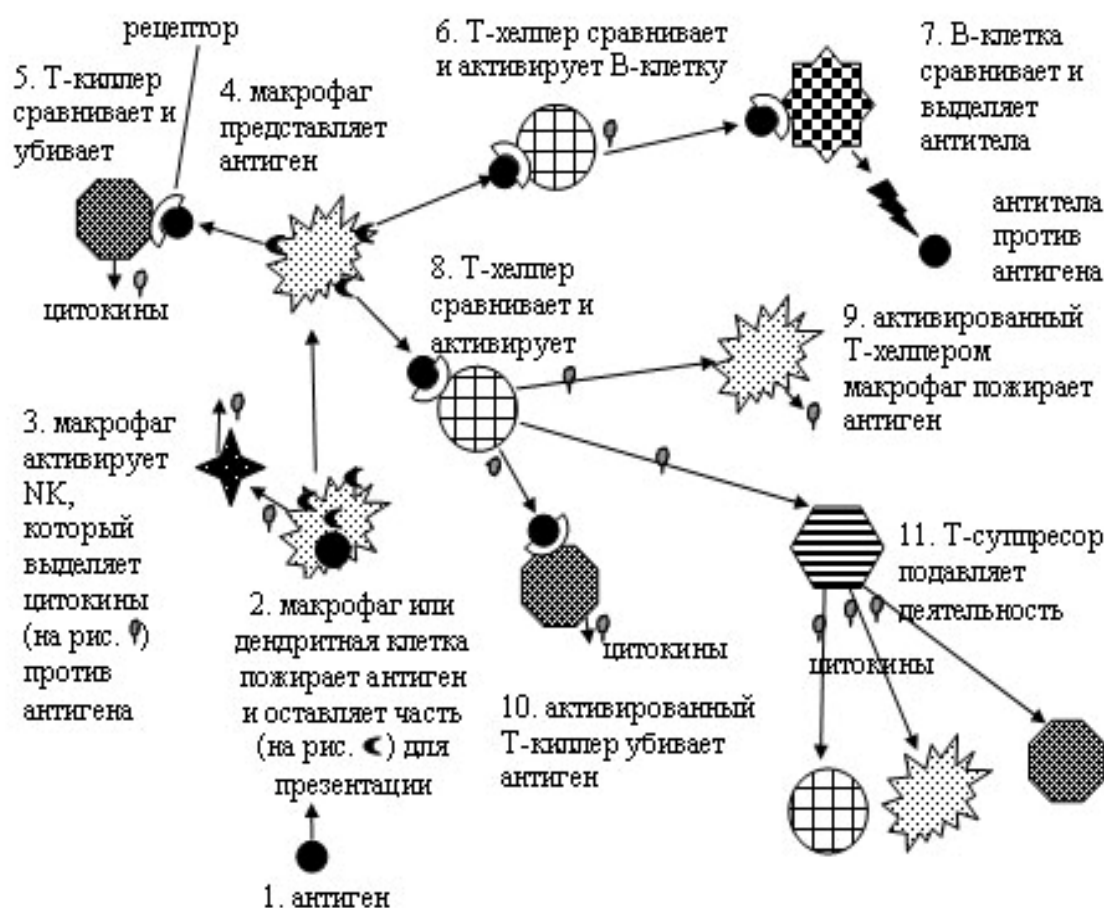 рецептор
5. Т-киллер
сравнивает и
убивает
4. макрофаг
представляет
антиген
6. Т-хелпер сравнивает
и активирует В-клетку
7. В-клетка
сравнивает и
выделяет
антитела
антитела
против
антигена
цитокины
8. Т-хелпер
сравнивает и
активирует
9. активированный
Т-хелпером
макрофаг пожирает
антиген
3. макрофаг
активирует
NK,
который
выделяет
цитокины
(на рис. )
против
антигена
2. макрофаг или
дендритная клетка
пожирает антиген
и оставляет часть
(на рис. ) для
презентации
1. антиген
цитокины
10. активированный
Т-киллер убивает
антиген
11. Т-суппресор
подавляет
деятельность
цитокины